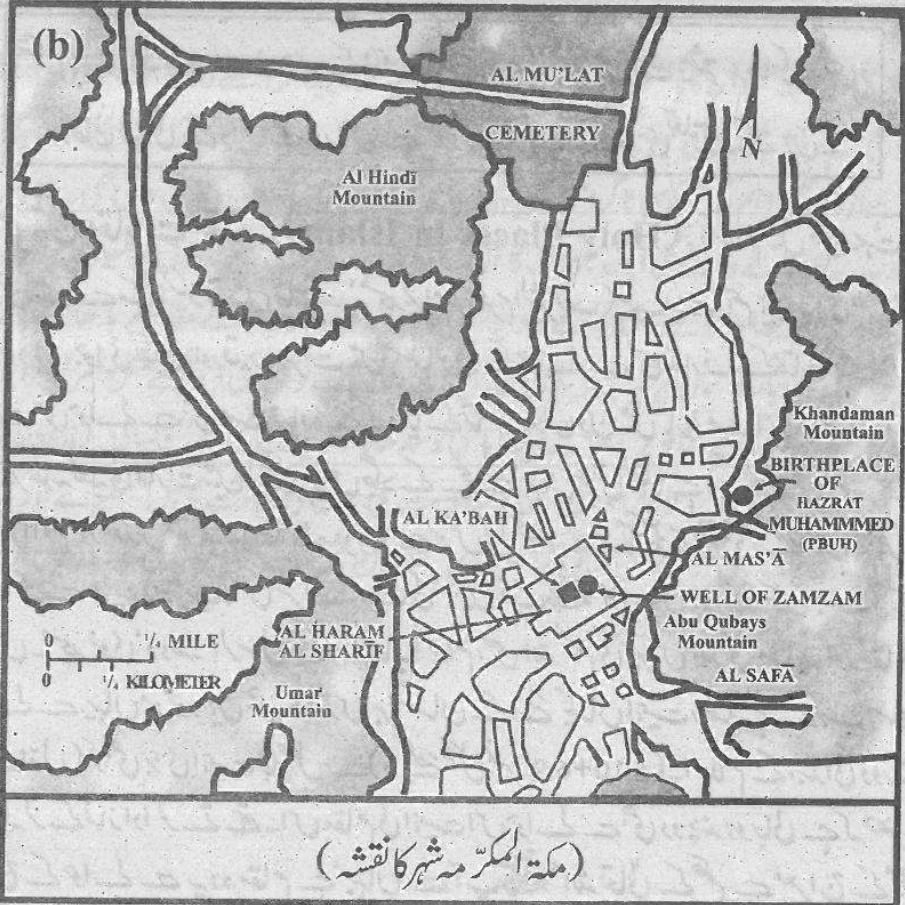 (b)
AL MU'LAT
CEMETERY
N
Al Hindī
Mountain
Khandaman
Mountain
BIRTHPLACE
OF
HAZRAT
MUHAMMMED
(PBUH)
AL KA'BAH
AL MAS'Ā
WELL OF ZAMZAM
AL HARAM
AL SHARĪF
Abu Qubays
Mountain
AL SAFĀ
0 ¼ MILE
0 ¼ KILOMETER
Umar
Mountain
(مکۃ المکرّمہ شہر کا نقشہ)